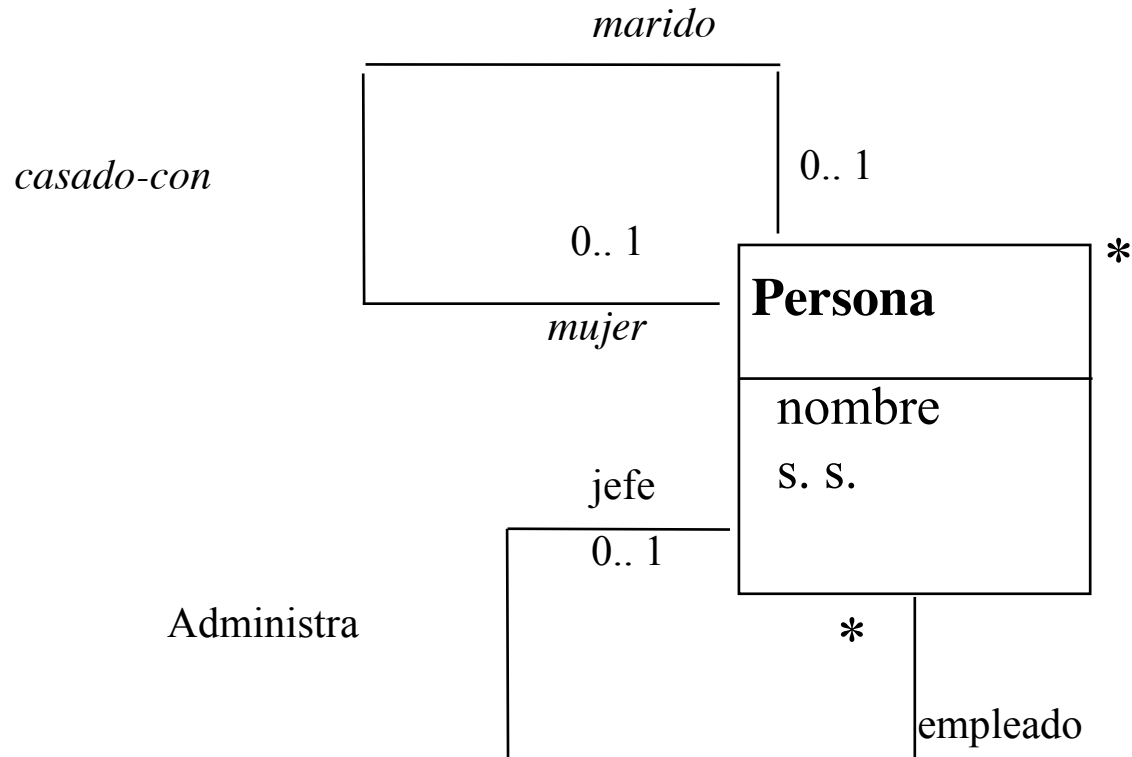 marido
casado-con
0.. 1
0.. 1
*
Persona
mujer
nombre
s. s.
jefe
0.. 1
Administra
*
empleado